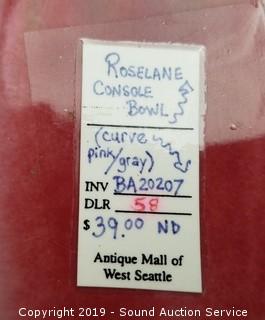 ROSELANE
CONSOLE
BOWL
(curve
pink/gray)
INV BA20207
DLR 58
$39.00 ND
Antique Mall of
West Seattle
Copyright 2019 - Sound Auction Service